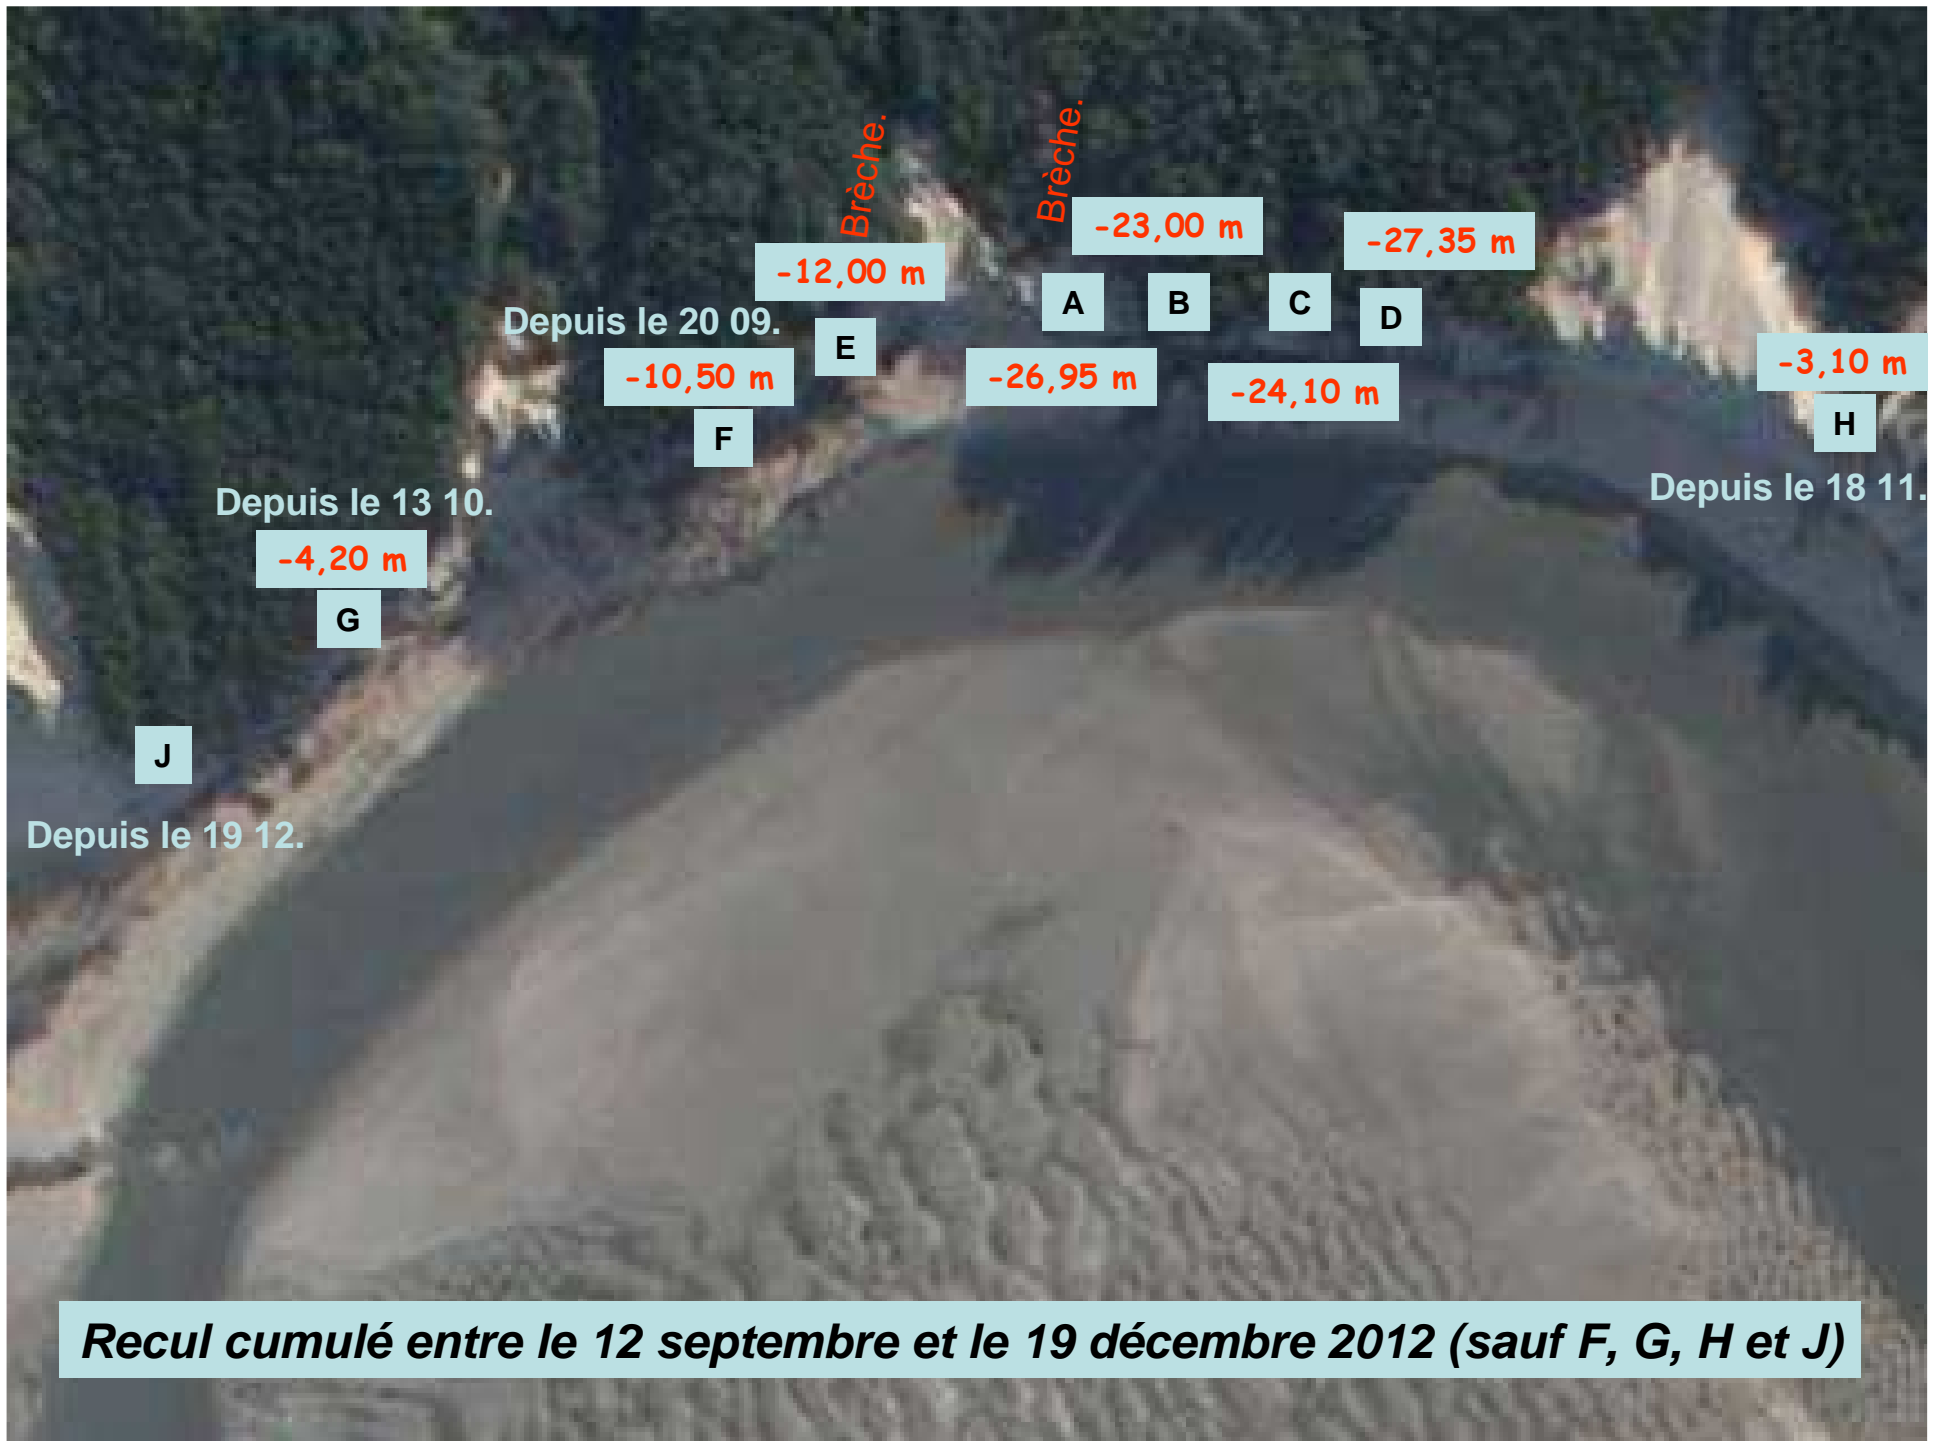 Brèche.
Brèche.
-23,00 m
-27,35 m
-12,00 m
A
B
C
D
Depuis le 20 09.
E
-10,50 m
-26,95 m
-24,10 m
-3,10 m
F
H
Depuis le 13 10.
Depuis le 18 11.
-4,20 m
G
J
Depuis le 19 12.
Recul cumulé entre le 12 septembre et le 19 décembre 2012 (sauf F, G, H et J)